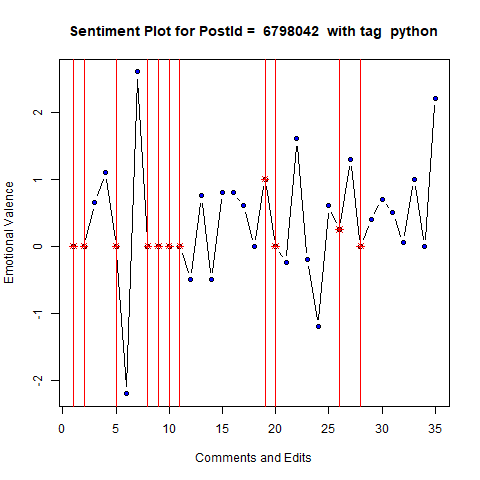 Sentiment Plot for PostId =  6798042  with tag  python
Emotional Valence
2
1
0
-1
-2
0 5 10 15 20 25 30 35
Comments and Edits